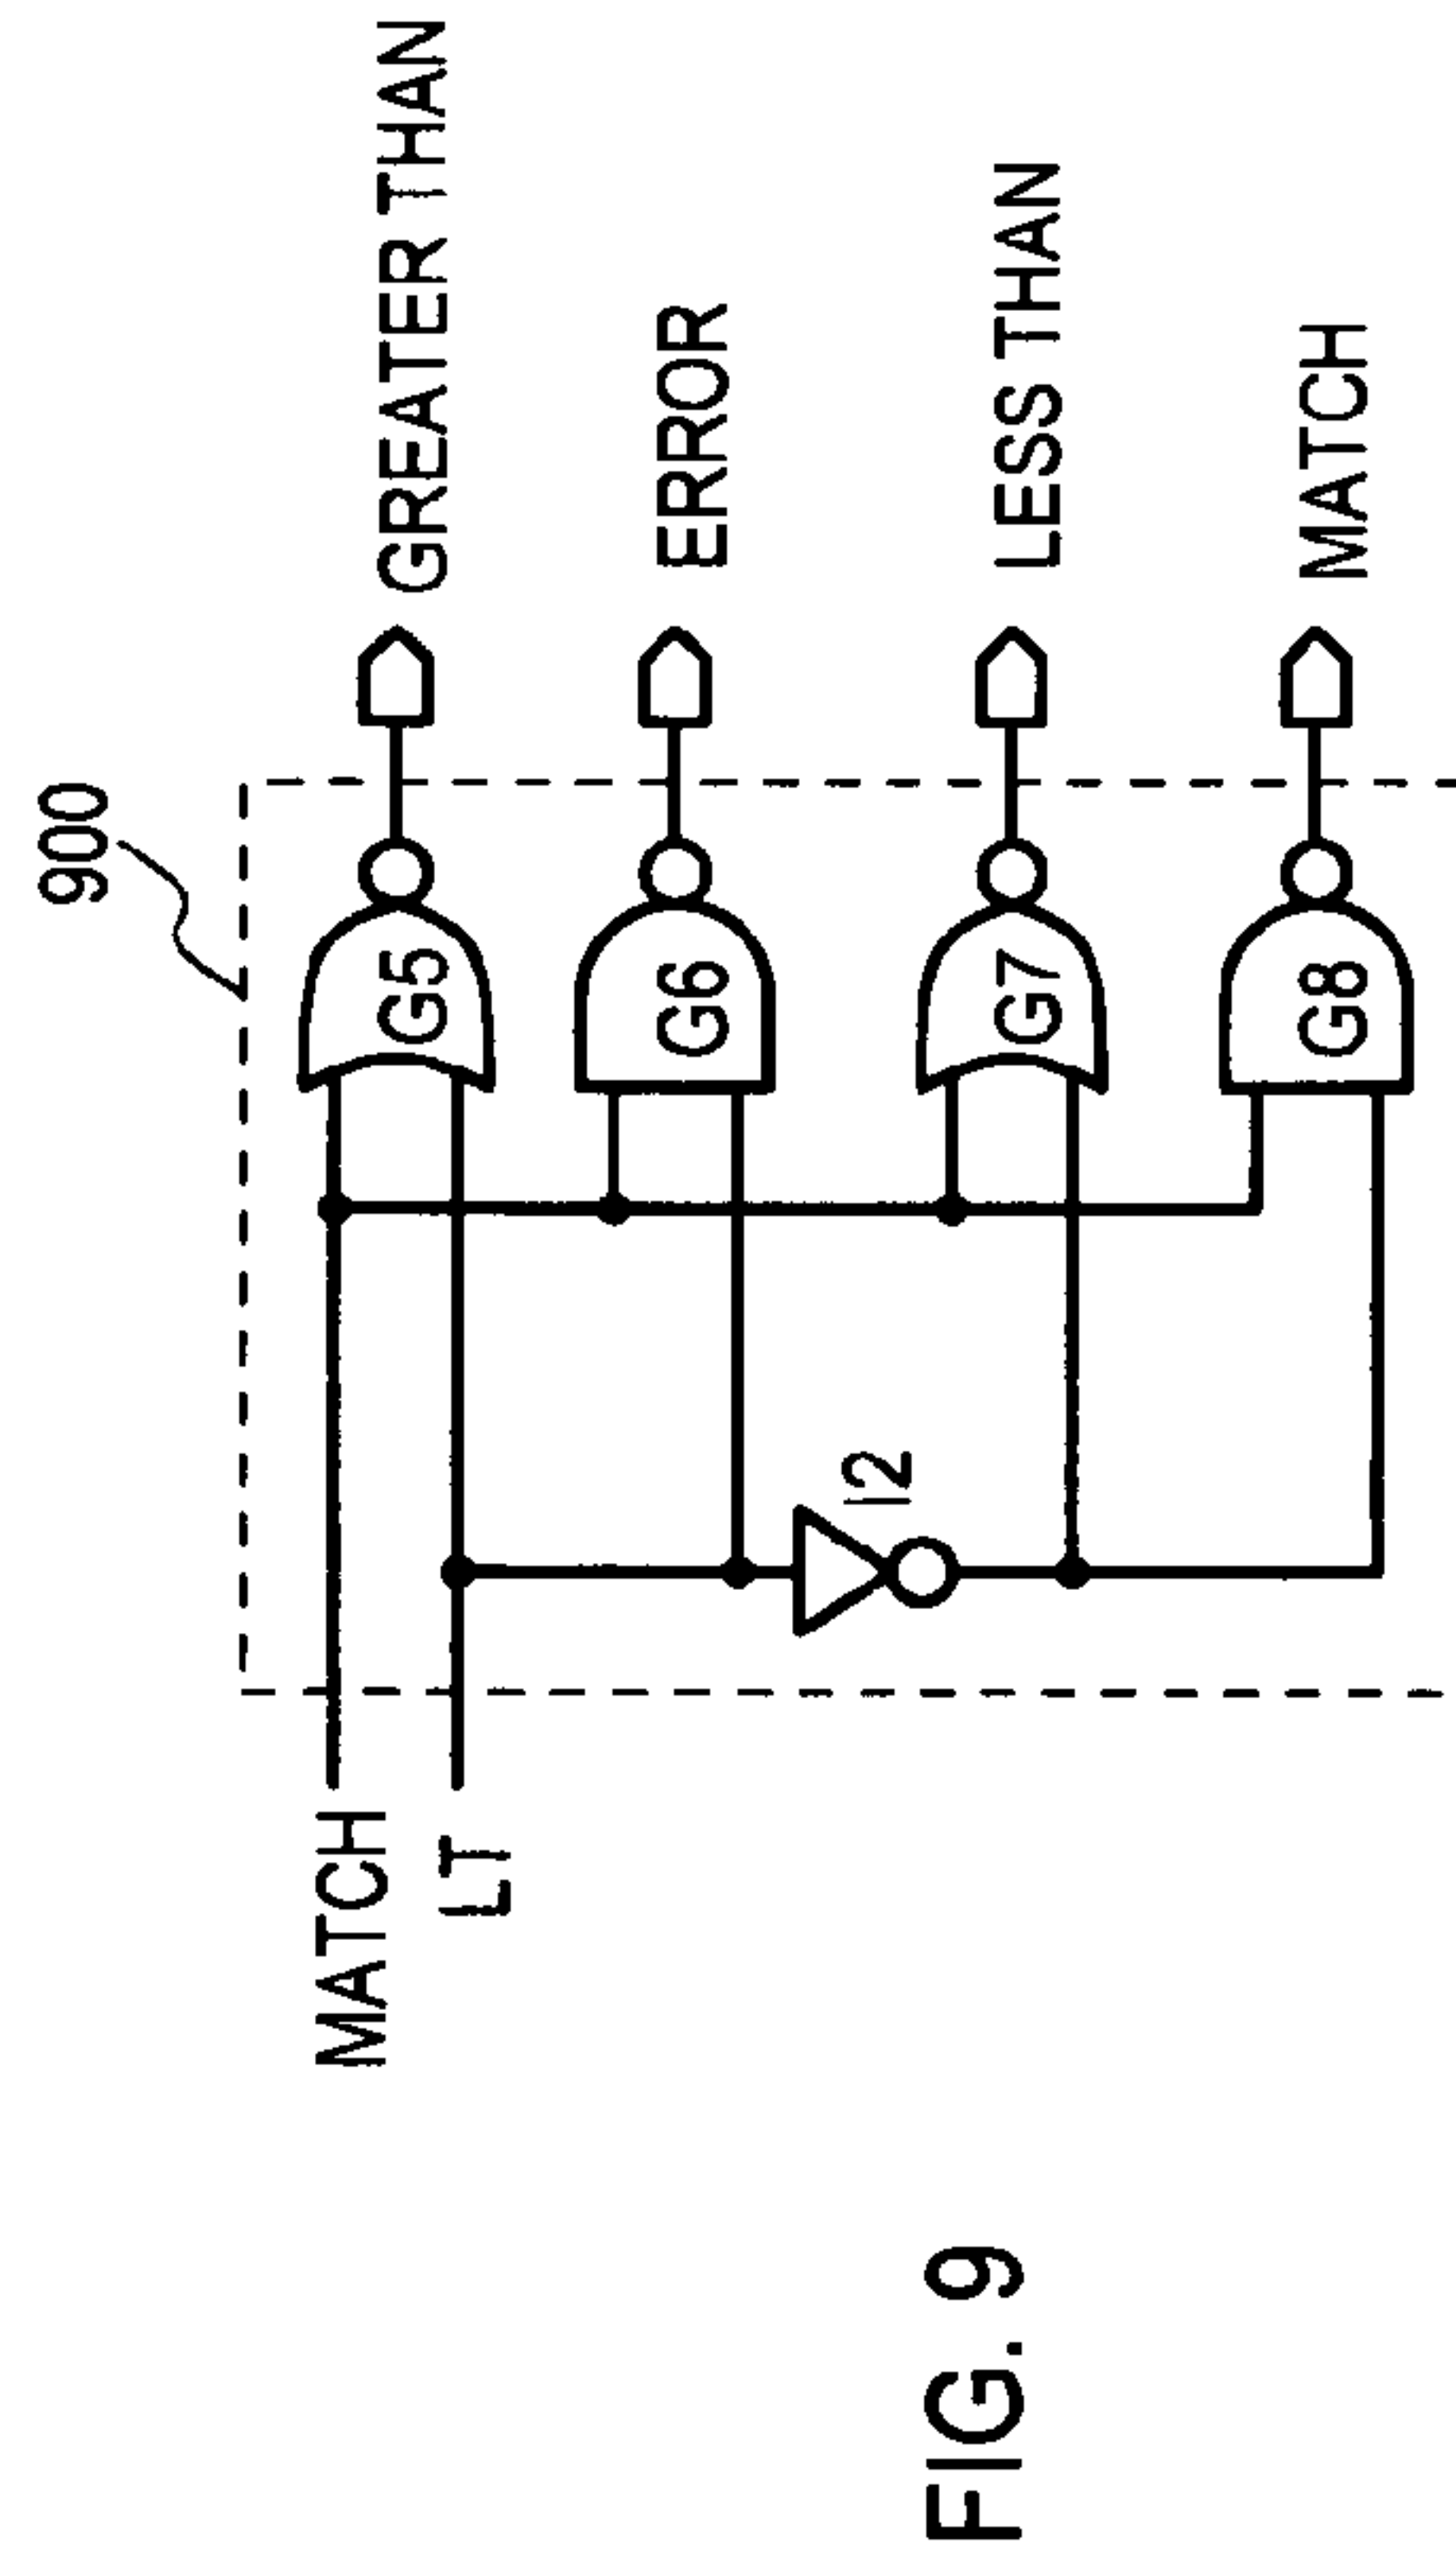 900
MATCH
LT
G5
GREATER THAN
G6
ERROR
I2
G7
LESS THAN
G8
MATCH
FIG. 9